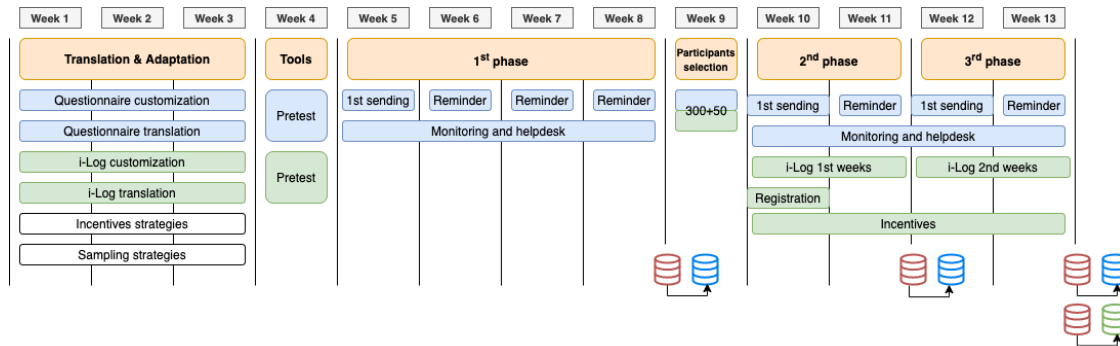 Week 1 Week 2 Week 3 Week 4 Week 5 Week 6 Week 7 Week 8 Week 9 Week 10 Week 11 Week 12 Week 13
Translation & Adaptation
Tools
1st phase
Participants
selection
2nd phase
3rd phase
Questionnaire customization
Questionnaire translation
i-Log customization
i-Log translation
Incentives strategies
Sampling strategies
Pretest
Pretest
1st sending Reminder Reminder Reminder
Monitoring and helpdesk
300+50
1st sending Reminder 1st sending Reminder
Monitoring and helpdesk
i-Log 1st weeks i-Log 2nd weeks
Registration
Incentives